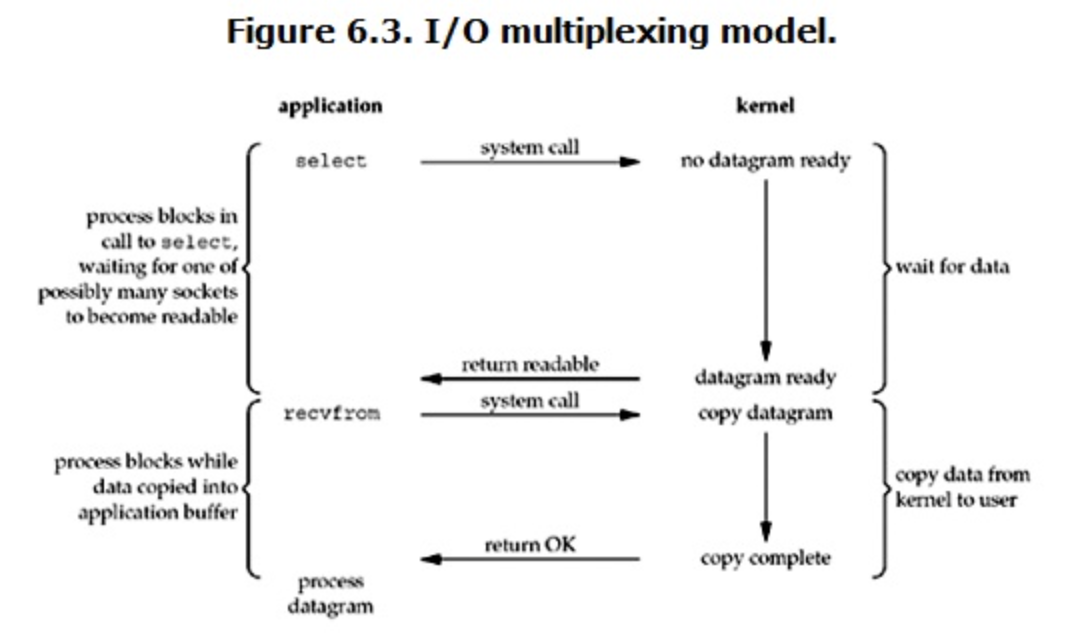 Figure 6.3. I/O multiplexing model.
application
kernel
select
system call
no datagram ready
process blocks in
call to select,
waiting for one of
possibly many sockets
to become readable
wait for data
return readable
datagram ready
recvfrom
system call
copy datagram
process blocks while
data copied into
application buffer
copy data from
kernel to user
return OK
copy complete
process
datagram